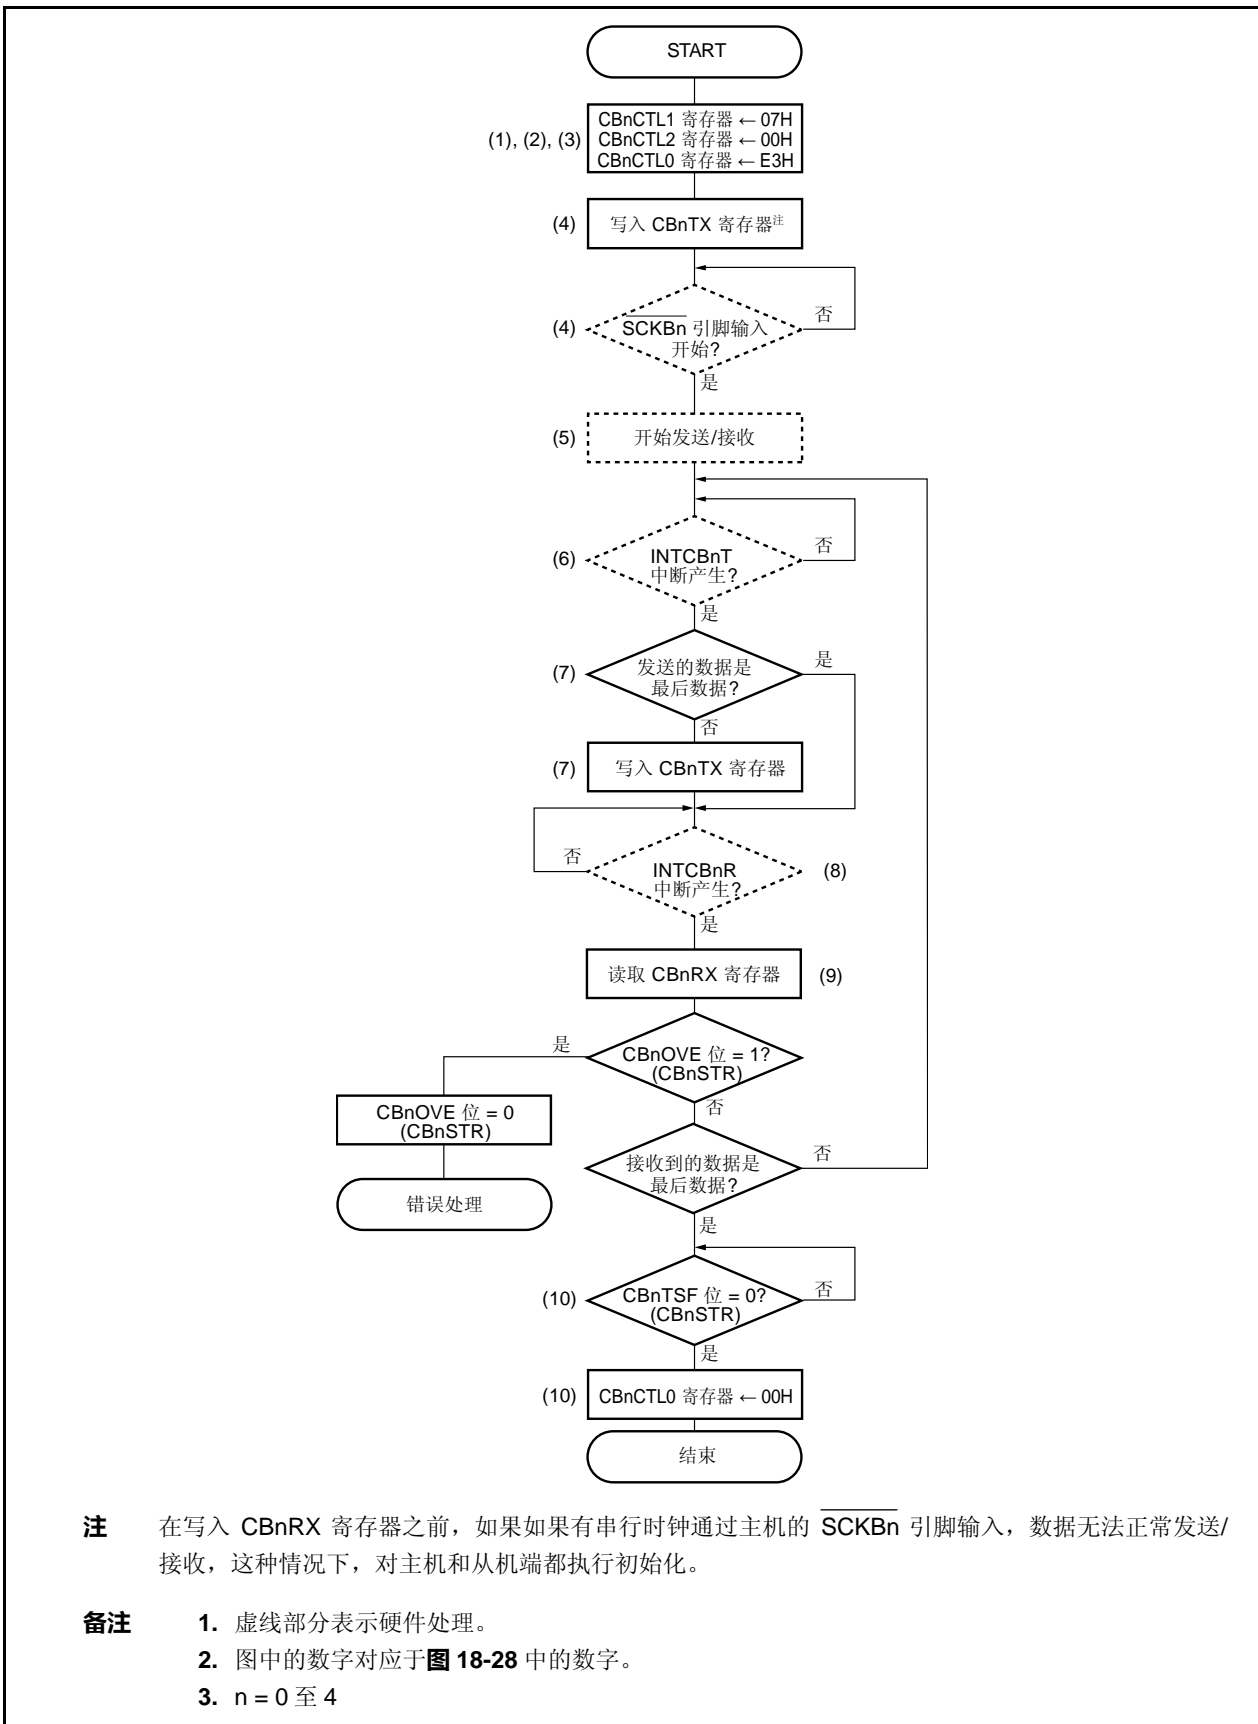 START
(1), (2), (3)
CBnCTL1 寄存器 ← 07H
CBnCTL2 寄存器 ← 00H
CBnCTL0 寄存器 ← E3H
(4)
写入 CBnTX 寄存器注
(4)
SCKBn 引脚输入
开始?
否
是
(5)
开始发送/接收
(6)
INTCBnT
中断产生?
否
是
(7)
发送的数据是
最后数据?
是
否
(7)
写入 CBnTX 寄存器
否
INTCBnR
中断产生?
(8)
是
读取 CBnRX 寄存器
(9)
是
CBnOVE 位 = 1?
(CBnSTR)
否
CBnOVE 位 = 0
(CBnSTR)
错误处理
接收到的数据是
最后数据?
否
是
(10)
CBnTSF 位 = 0?
(CBnSTR)
否
是
(10)
CBnCTL0 寄存器 ← 00H
结束
注 在写入 CBnRX 寄存器之前，如果如果有串行时钟通过主机的 SCKBn 引脚输入，数据无法正常发送/
接收，这种情况下，对主机和从机端都执行初始化。
备注 1. 虚线部分表示硬件处理。
2. 图中的数字对应于图 18-28 中的数字。
3. n = 0 至 4